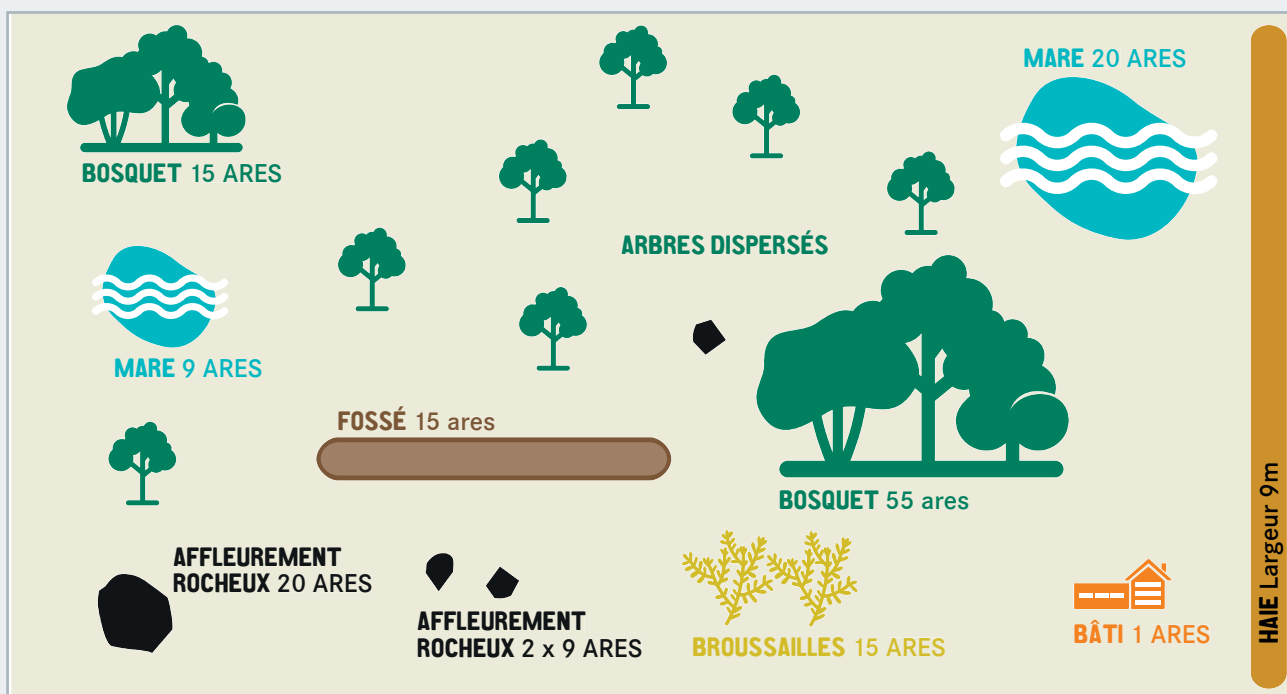 MARE 20 ARES
BOSQUET 15 ARES
ARBRES DISPERSÉS
MARE 9 ARES
FOSSÉ 15 ares
BOSQUET 55 ares
HAIE Largeur 9m
AFFLEUREMENT
ROCHEUX 20 ARES
AFFLEUREMENT
ROCHEUX 2 x 9 ARES
BROUSSAILLES 15 ARES
BÂTI 1 ARES